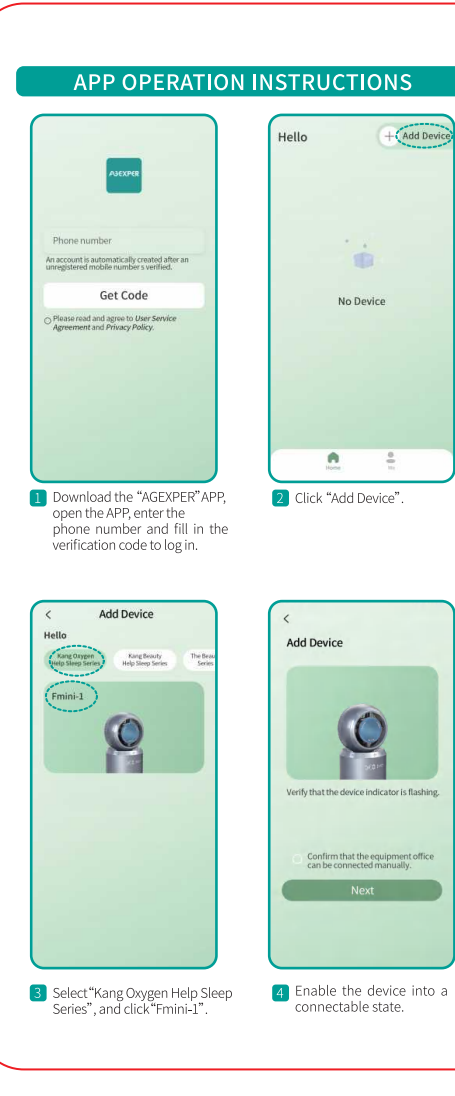 APP OPERATION INSTRUCTIONS
AGEXPER
Phone number
An account is automatically created after an
unregistered mobile number s verified.
Get Code
Please read and agree to User Service
Agreement and Privacy Policy.
1 Download the “AGEXPER”APP,
open the APP, enter the
phone number and fill in the
verification code to log in.
Hello
+ Add Device
No Device
Home
Me
2 Click “Add Device”.
< Add Device
Hello
Kang Oxygen
Help Sleep Series
Kang Beauty
Help Sleep Series
The Beau
Series
Fmini-1
3 Select“Kang Oxygen Help Sleep
Series”, and click“Fmini-1”.
<
Add Device
Verify that the device indicator is flashing.
Confirm that the equipment office
can be connected manually.
Next
4 Enable the device into a
connectable state.